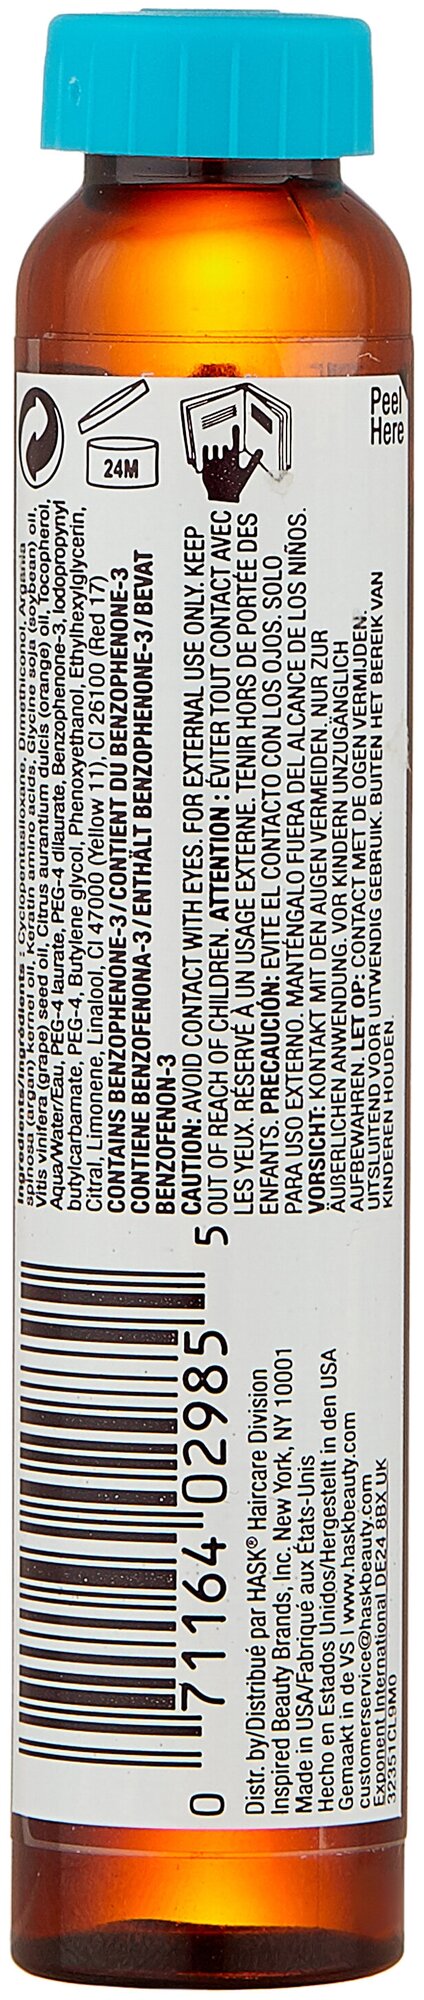 Peel
Here
24M
Ingredients/Ingrédients : Cyclopentasiloxane, Dimethiconol, Argania
spinosa (argan) kernel oil, Keratin amino acids, Glycine soja (soybean) oil,
Vitis vinifera (grape) seed oil, Citrus aurantium dulcis (orange) oil, Tocopherol,
Aqua/Water/Eau, PEG-4 laurate, PEG-4 dilaurate, Benzophenone-3, Iodopropynyl
butylcarbamate, PEG-4, Butylene glycol, Phenoxyethanol, Ethylhexylglycerin,
Citral, Limonene, Linalool, CI 47000 (Yellow 11), CI 26100 (Red 17)
CONTAINS BENZOPHENONE-3 / CONTIENT DU BENZOPHENONE-3
CONTIENE BENZOFENONA-3 / ENTHÄLT BENZOPHENONE-3 / BEVAT
BENZOFENON-3
CAUTION: AVOID CONTACT WITH EYES. FOR EXTERNAL USE ONLY. KEEP
OUT OF REACH OF CHILDREN. ATTENTION : ÉVITER TOUT CONTACT AVEC
LES YEUX. RÉSERVÉ À UN USAGE EXTERNE. TENIR HORS DE PORTÉE DES
ENFANTS. PRECAUCIÓN: EVITE EL CONTACTO CON LOS OJOS. SOLO
PARA USO EXTERNO. MANTÉNGALO FUERA DEL ALCANCE DE LOS NIÑOS.
VORSICHT: KONTAKT MIT DEN AUGEN VERMEIDEN. NUR ZUR
ÄUßERLICHEN ANWENDUNG. VOR KINDERN UNZUGÄNGLICH
AUFBEWAHREN. LET OP: CONTACT MET DE OGEN VERMIJDEN.
UITSLUITEND VOOR UITWENDIG GEBRUIK. BUITEN HET BEREIK VAN
KINDEREN HOUDEN.
0 71164 02985 5
Distr. by/Distribué par HASK® Haircare Division
Inspired Beauty Brands, Inc. New York, NY 10001
Made in USA/Fabriqué aux États-Unis
Hecho en Estados Unidos/Hergestellt in den USA
Gemaakt in de VS | www.haskbeauty.com
customerservice@haskbeauty.com
Exponent International DE24 8BX UK
32351CL9M0